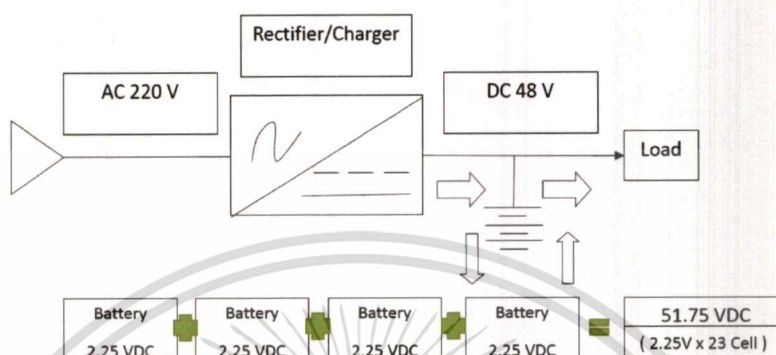 Rectifier/Charger
AC 220 V
DC 48 V
Load
Battery
2.25 VDC
Battery
2.25 VDC
Battery
2.25 VDC
Battery
2.25 VDC
51.75 VDC
( 2.25V x 23 Cell )